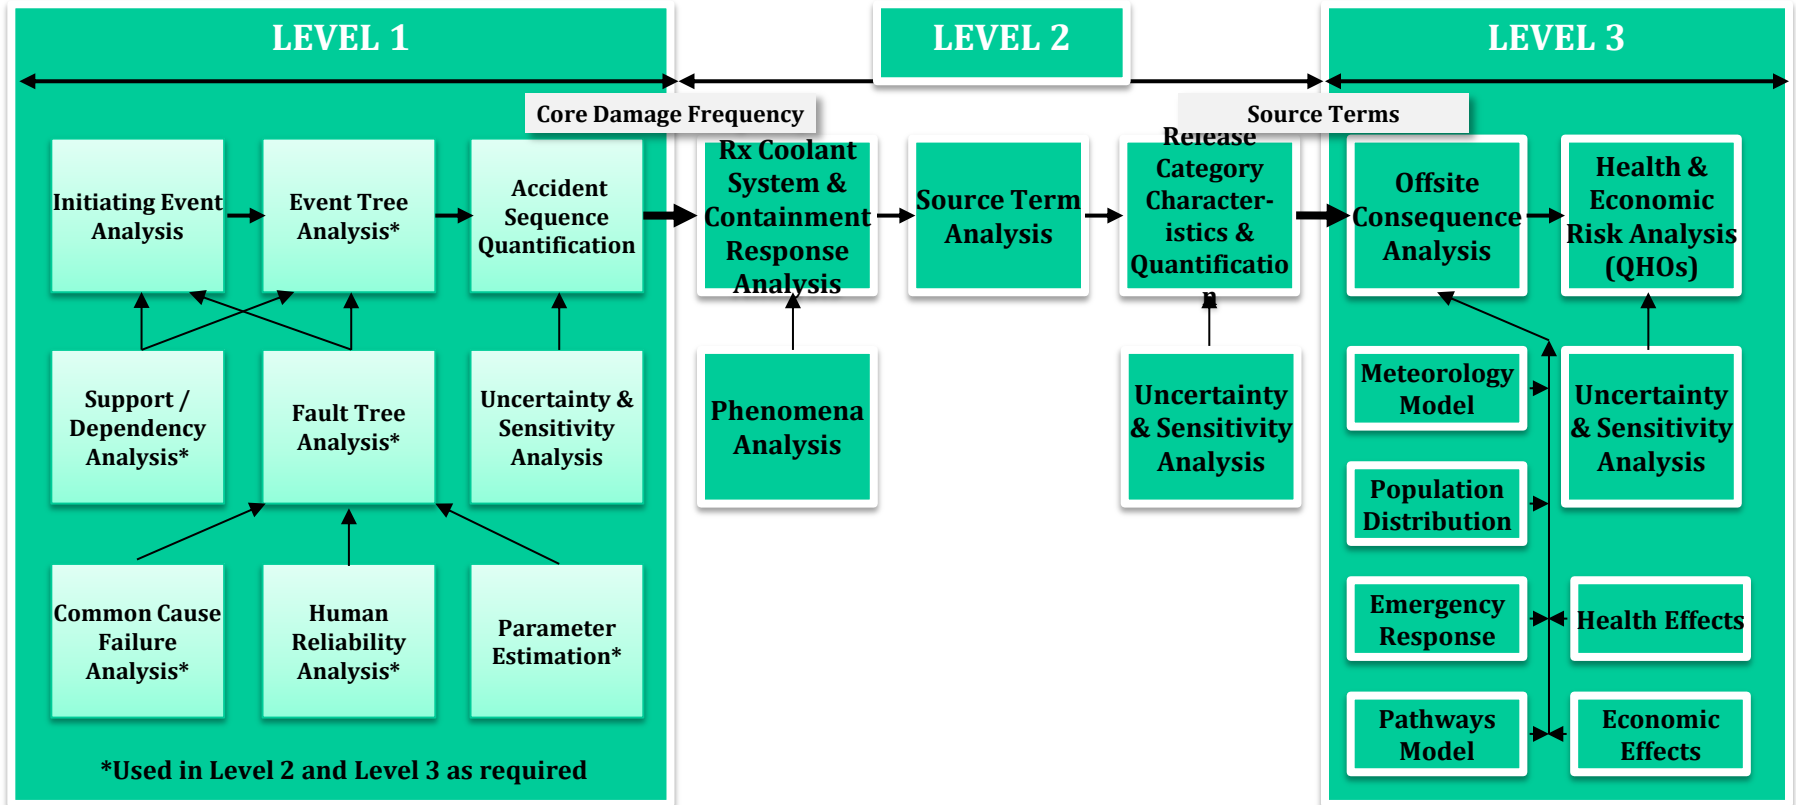 LEVEL 1
LEVEL 2
LEVEL 3
Core Damage Frequency
Source Terms
Initiating Event
Analysis
Event Tree
Analysis*
Accident
Sequence
Quantification
Rx Coolant
System &
Containment
Response
Analysis
Source Term
Analysis
Release
Category
Character-
istics &
Quantificatio
n
Offsite
Consequence
Analysis
Health &
Economic
Risk Analysis
(QHOs)
Support /
Dependency
Analysis*
Fault Tree
Analysis*
Uncertainty &
Sensitivity
Analysis
Phenomena
Analysis
Uncertainty
& Sensitivity
Analysis
Meteorology
Model
Uncertainty
& Sensitivity
Analysis
Population
Distribution
Common Cause
Failure
Analysis*
Human
Reliability
Analysis*
Parameter
Estimation*
Emergency
Response
Health Effects
Pathways
Model
Economic
Effects
*Used in Level 2 and Level 3 as required